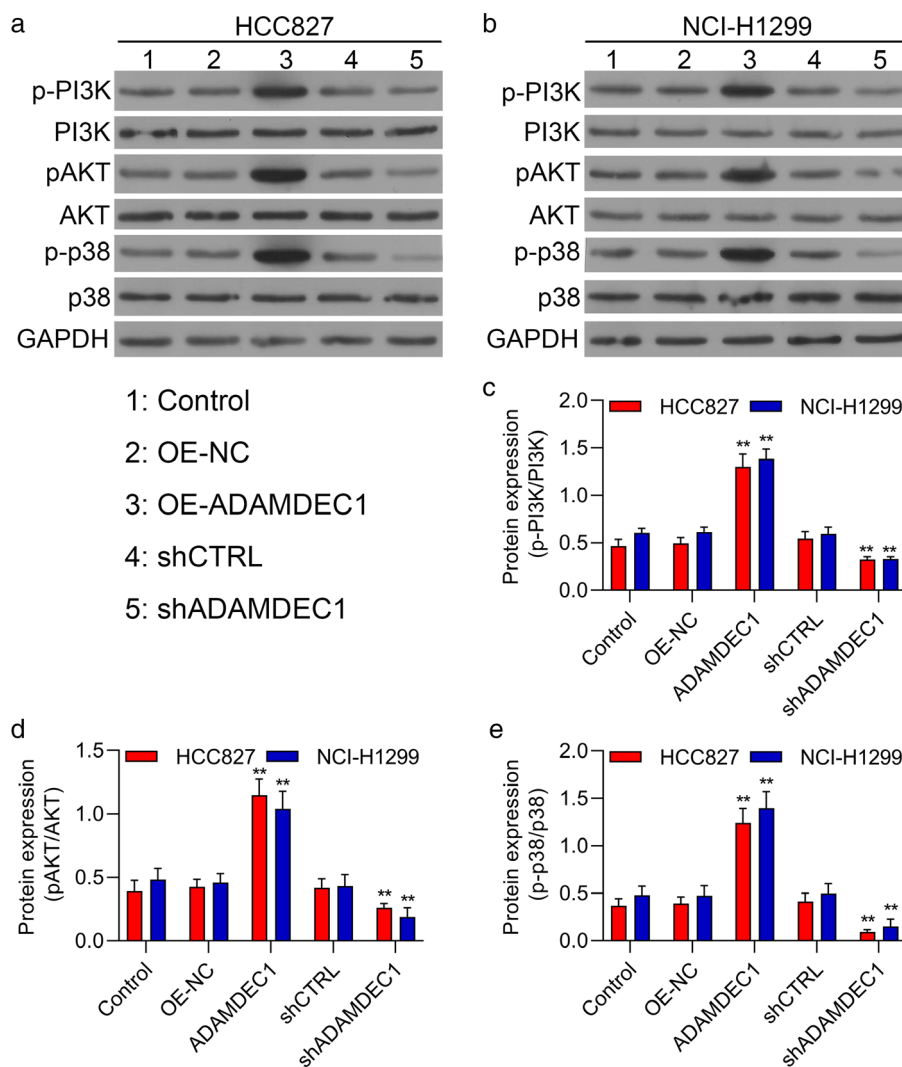 a
HCC827
1 2 3 4 5
p-PI3K
PI3K
pAKT
AKT
p-p38
p38
GAPDH
b
NCI-H1299
1 2 3 4 5
p-PI3K
PI3K
pAKT
AKT
p-p38
p38
GAPDH
1: Control
2: OE-NC
3: OE-ADAMDEC1
4: shCTRL
5: shADAMDEC1
c
HCC827 NCI-H1299
Protein expression
(p-PI3K/PI3K)
2.0
1.5
1.0
0.5
0.0
** **
** **
Control
OE-NC
ADAMDEC1
shCTRL
shADAMDEC1
d
HCC827 NCI-H1299
Protein expression
(pAKT/AKT)
1.5
1.0
0.5
0.0
** **
** **
Control
OE-NC
ADAMDEC1
shCTRL
shADAMDEC1
e
HCC827 NCI-H1299
Protein expression
(p-p38/p38)
2.0
1.5
1.0
0.5
0.0
** **
** **
Control
OE-NC
ADAMDEC1
shCTRL
shADAMDEC1